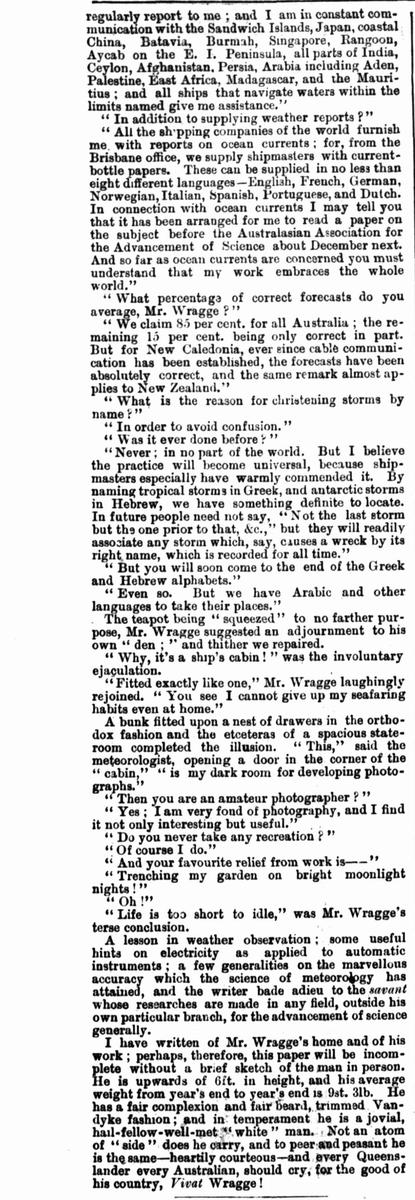 regularly report to me ; and I am in constant com-
munication with the Sandwich Islands, Japan, coastal
China, Batavia, Burmah, Singapore, Rangoon,
Aycab on the E. I. Peninsula, all parts of India,
Ceylon, Afghanistan, Persia, Arabia including Aden,
Palestine, East Africa, Madagascar, and the Mauri-
tius ; and all ships that navigate waters within the
limits named give me assistance."
" In addition to supplying weather reports ? "
" All the shipping companies of the world furnish
me with reports on ocean currents ; for, from the
Brisbane office, we supply shipmasters with current-
bottle papers. These can be supplied in no less than
eight different languages—English, French, German,
Norwegian, Italian, Spanish, Portuguese, and Dutch.
In connection with ocean currents I may tell you
that it has been arranged for me to read a paper on
the subject before the Australasian Association for
the Advancement of Science about December next.
And so far as ocean currents are concerned you must
understand that my work embraces the whole
world."
" What percentage of correct forecasts do you
average, Mr. Wragge ? "
" We claim 85 per cent. for all Australia ; the re-
maining 15 per cent. being only correct in part.
But for New Caledonia, ever since cable communi-
cation has been established, the forecasts have been
absolutely correct, and the same remark almost ap-
plies to New Zealand."
" What is the reason for christening storms by
name ? "
" In order to avoid confusion."
" Was it ever done before ? "
" Never ; in no part of the world. But I believe
the practice will become universal, because ship-
masters especially have warmly commended it. By
naming tropical storms in Greek, and antarctic storms
in Hebrew, we have something definite to locate.
In future people need not say, " Not the last storm
but the one prior to that, &c.," but they will readily
associate any storm which, say, causes a wreck by its
right name, which is recorded for all time."
" But you will soon come to the end of the Greek
and Hebrew alphabets."
" Even so. But we have Arabic and other
languages to take their places."
The teapot being " squeezed " to no farther pur-
pose, Mr. Wragge suggested an adjournment to his
own " den ; " and thither we repaired.
" Why, it's a ship's cabin ! " was the involuntary
ejaculation.
" Fitted exactly like one," Mr. Wragge laughingly
rejoined. " You see I cannot give up my seafaring
habits even at home."
A bunk fitted upon a nest of drawers in the ortho-
dox fashion and the etceteras of a spacious state-
room completed the illusion. " This," said the
meteorologist, opening a door in the corner of the
" cabin," " is my dark room for developing photo-
graphs."
" Then you are an amateur photographer ? "
" Yes ; I am very fond of photography, and I find
it not only interesting but useful."
" Do you never take any recreation ? "
" Of course I do."
" And your favourite relief from work is—— "
" Trenching my garden on bright moonlight
nights ! "
" Oh ! "
" Life is too short to idle," was Mr. Wragge's
terse conclusion.
A lesson in weather observation ; some useful
hints on electricity as applied to automatic
instruments ; a few generalities on the marvellous
accuracy which the science of meteorology has
attained, and the writer bade adieu to the savant
whose researches are made in any field, outside his
own particular branch, for the advancement of science
generally.
I have written of Mr. Wragge's home and of his
work ; perhaps, therefore, this paper will be incom-
plete without a brief sketch of the man in person.
He is upwards of 6ft. in height, and his average
weight from year's end to year's end is 9st. 3lb. He
has a fair complexion and fair beard, trimmed Van-
dyke fashion ; and in temperament he is a jovial,
hail-fellow-well-met " white " man. Not an atom
of " side " does he carry, and to peer and peasant he
is the same—heartily courteous—and every Queens-
lander every Australian, should cry, for the good of
his country, Vivat Wragge !